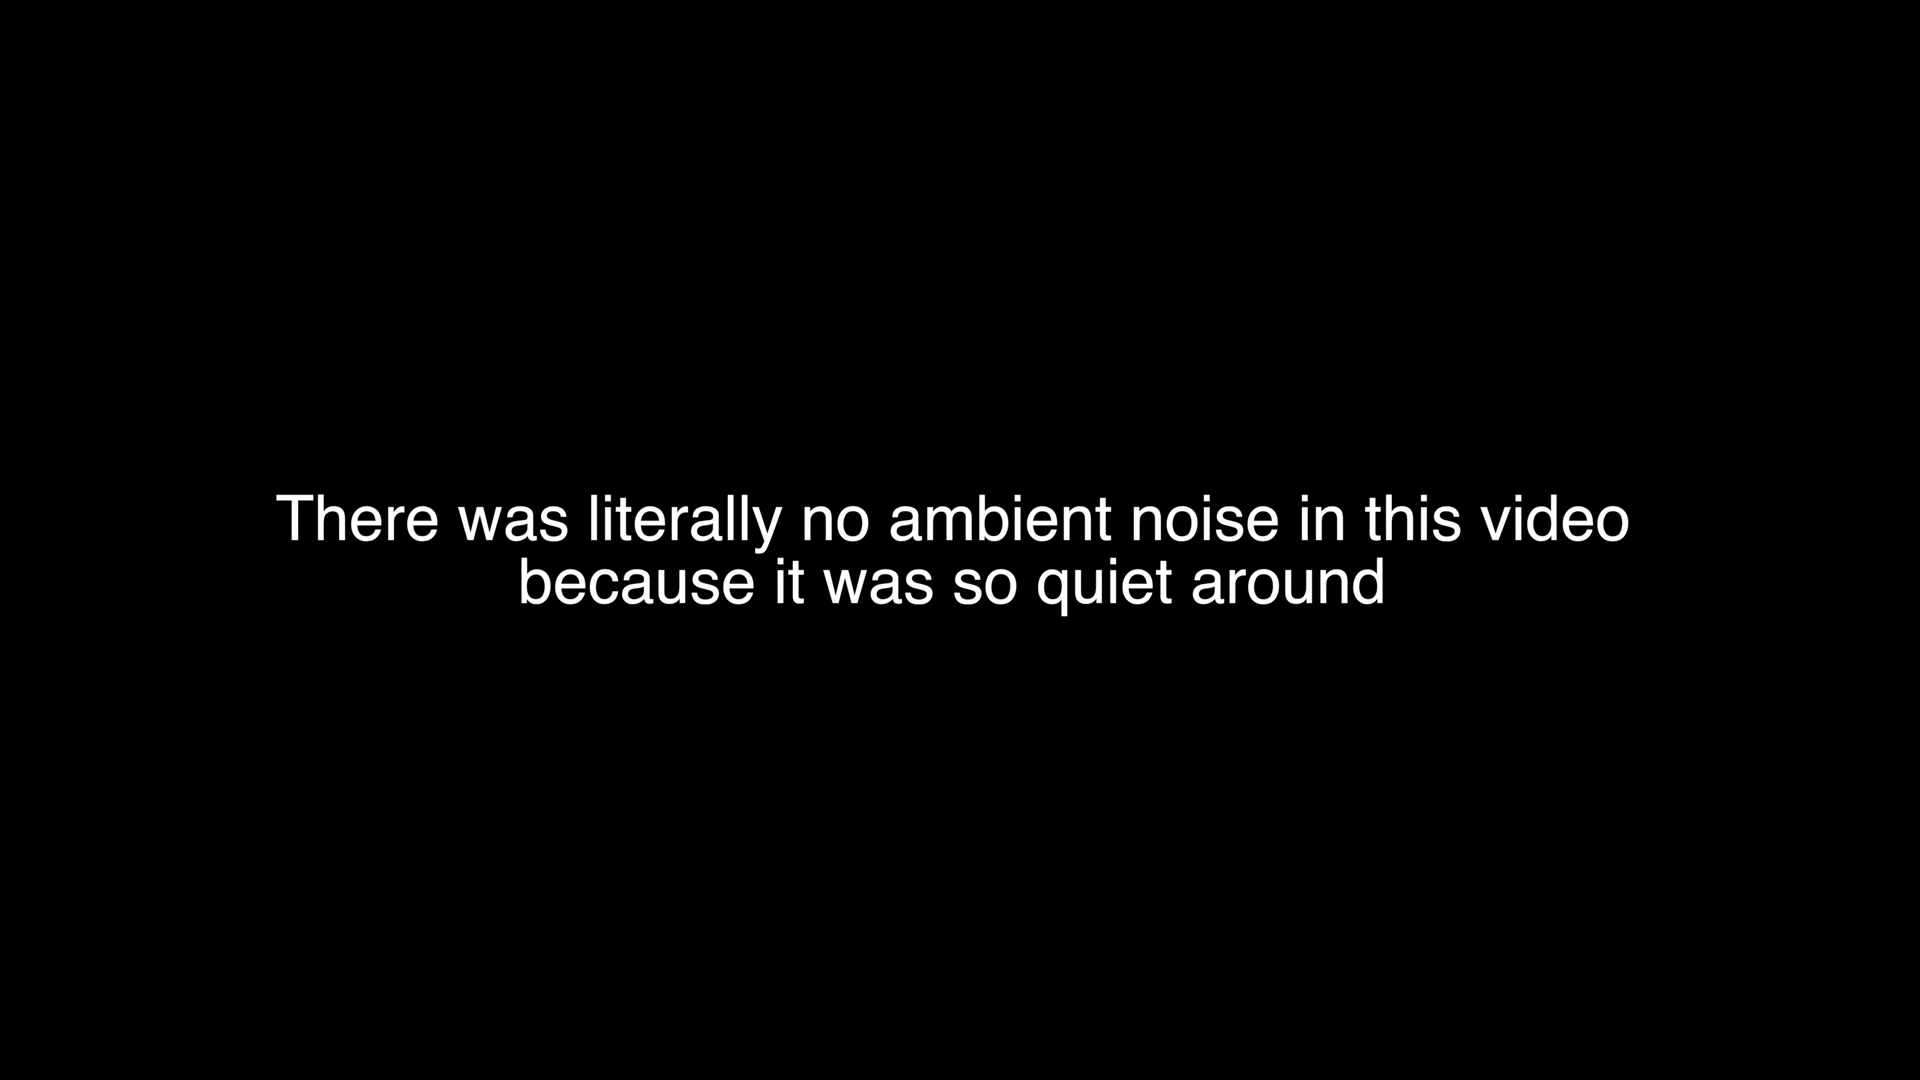 There was literally no ambient noise in this video
because it was so quiet around